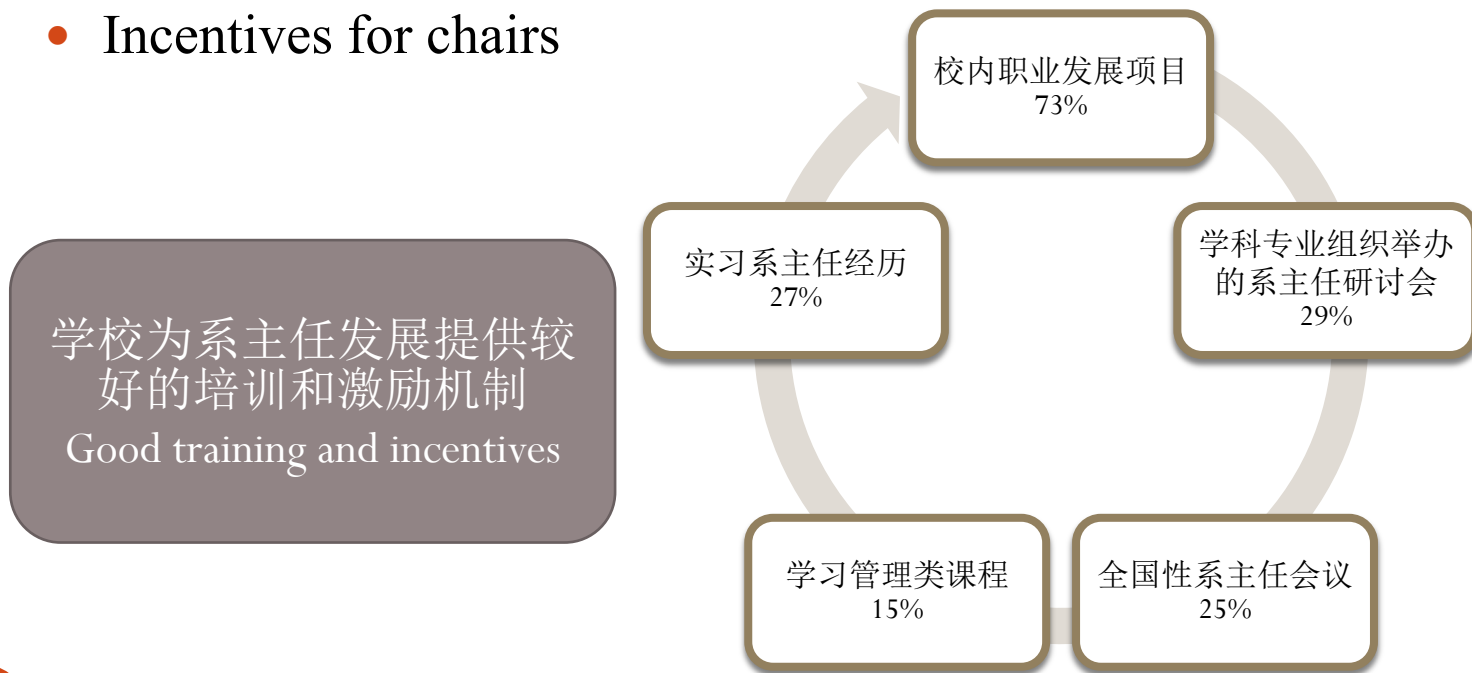 Incentives for chairs
学校为系主任发展提供较
好的培训和激励机制
Good training and incentives
校内职业发展项目
73%
学科专业组织举办
的系主任研讨会
29%
全国性系主任会议
25%
学习管理类课程
15%
实习系主任经历
27%